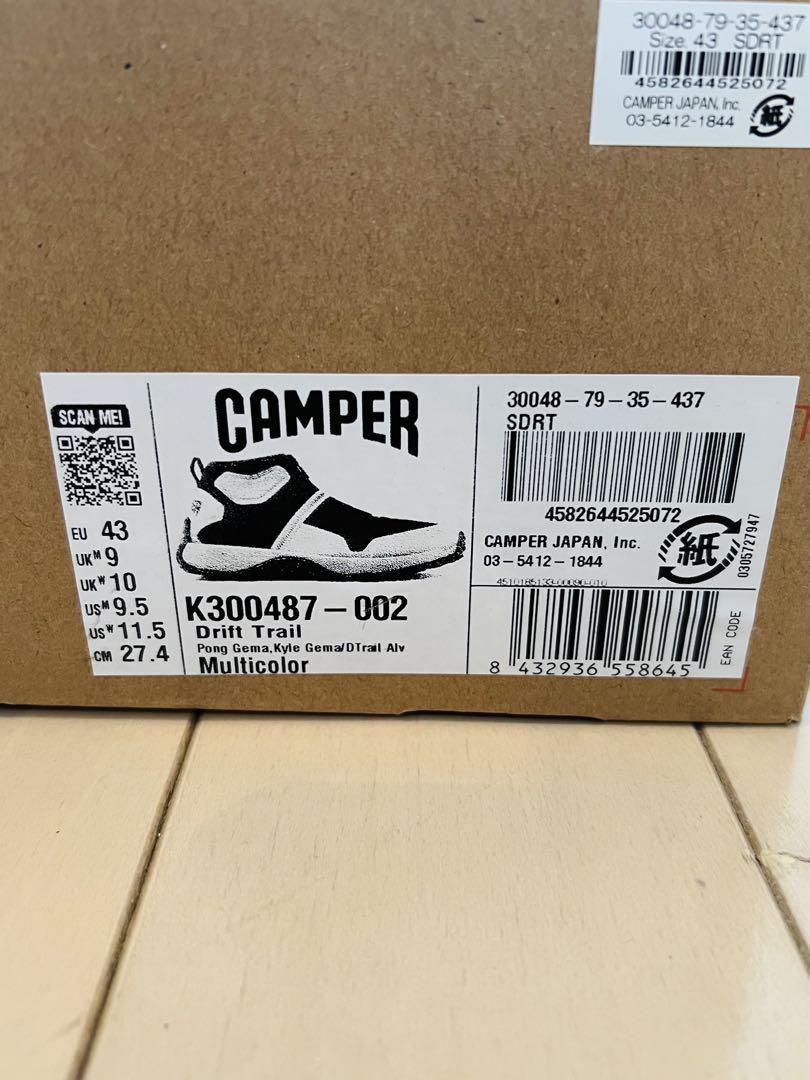 30048-79-35-437
Size. 43 SDRT
4582644525072
CAMPER JAPAN, Inc.
03-5412-1844
紙
SCAN ME!
EU 43
UK M 9
UK W 10
US M 9.5
US W 11.5
CM 27.4
CAMPER
K300487-002
Drift Trail
Pong Gema,Kyle Gema/DTrail Alv
Multicolor
30048-79-35-437
SDRT
4582644525072
CAMPER JAPAN, Inc.
03-5412-1844
紙
0305727947
4510185133-00090-010
8 432936 558645
EAN CODE